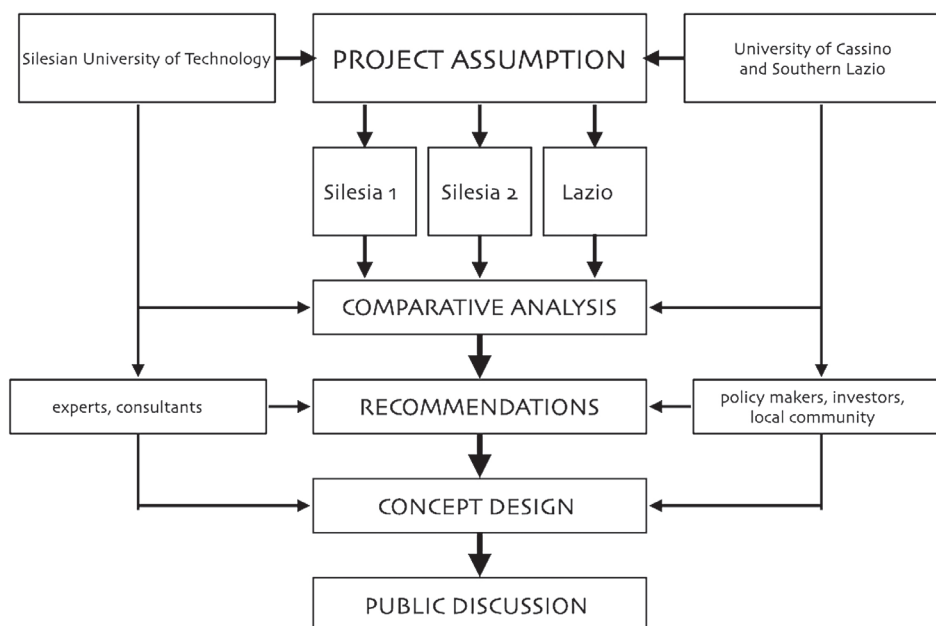 Silesian University of Technology
PROJECT ASSUMPTION
University of Cassino
and Southern Lazio
Silesia 1
Silesia 2
Lazio
COMPARATIVE ANALYSIS
experts, consultants
RECOMMENDATIONS
policy makers, investors,
local community
CONCEPT DESIGN
PUBLIC DISCUSSION